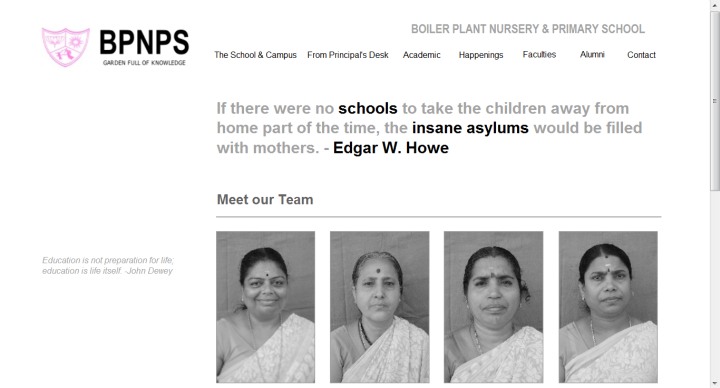 BPNPS
GARDEN FULL OF KNOWLEDGE
BOILER PLANT NURSERY & PRIMARY SCHOOL
The School & Campus From Principal's Desk Academic Happenings Faculties Alumni Contact
If there were no schools to take the children away from
home part of the time, the insane asylums would be filled
with mothers. - Edgar W. Howe
Meet our Team
Education is not preparation for life;
education is life itself. -John Dewey